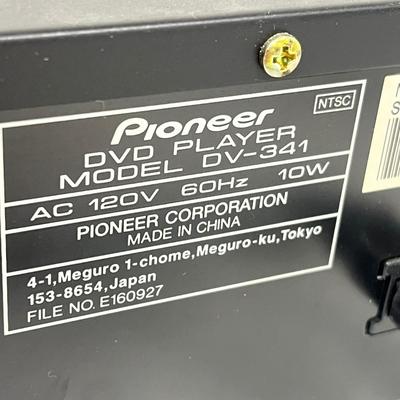 Pioneer
NTSC
DVD PLAYER
MODEL DV-341
AC 120V 60Hz 10W
PIONEER CORPORATION
MADE IN CHINA
4-1,Meguro 1-chome, Meguro-ku,Tokyo
153-8654,Japan
FILE NO. E160927